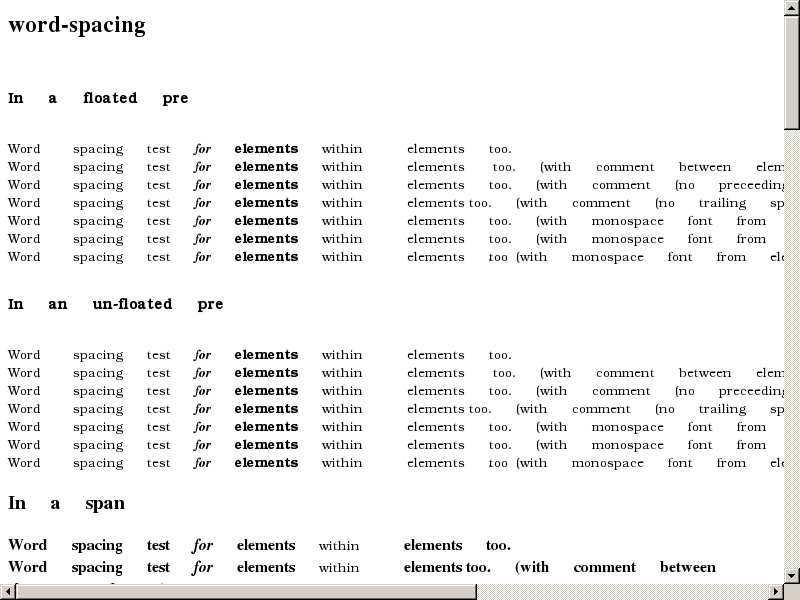 word-spacing
In a floated pre
Word spacing test for elements within elements too.
Word spacing test for elements within elements too. (with comment between elem
Word spacing test for elements within elements too. (with comment (no preceeding
Word spacing test for elements within elements too. (with comment (no trailing sp
Word spacing test for elements within elements too. (with monospace font from
Word spacing test for elements within elements too. (with monospace font from
Word spacing test for elements within elements too (with monospace font from ele
In an un-floated pre
Word spacing test for elements within elements too.
Word spacing test for elements within elements too. (with comment between elem
Word spacing test for elements within elements too. (with comment (no preceeding
Word spacing test for elements within elements too. (with comment (no trailing sp
Word spacing test for elements within elements too. (with monospace font from
Word spacing test for elements within elements too. (with monospace font from
Word spacing test for elements within elements too (with monospace font from ele
In a span
Word spacing test for elements within elements too.
Word spacing test for elements within elements too. (with comment between